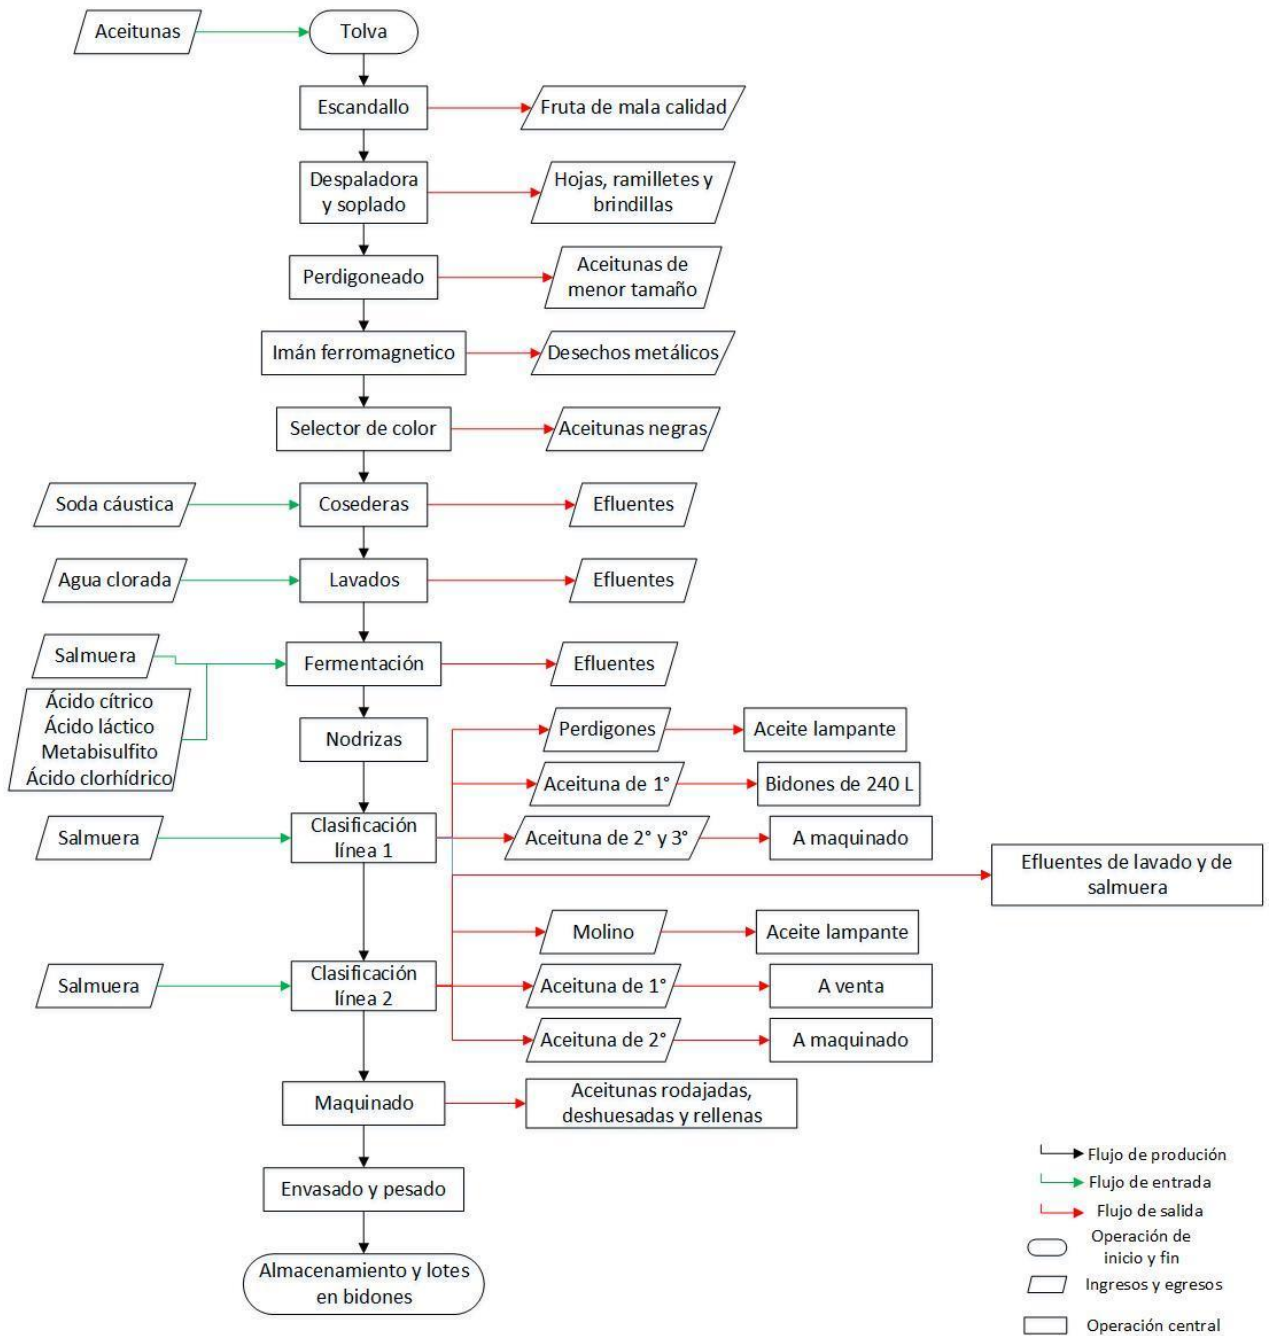 Aceitunas
Tolva
Escandallo
Fruta de mala calidad
Despaladora
y soplado
Hojas, ramilletes y
brindillas
Perdigoneado
Aceitunas de
menor tamaño
Imán ferromagnetico
Desechos metálicos
Selector de color
Aceitunas negras
Soda cáustica
Cosederas
Efluentes
Agua clorada
Lavados
Efluentes
Salmuera
Fermentación
Efluentes
Ácido cítrico
Ácido láctico
Metabisulfito
Ácido clorhídrico
Nodrizas
Perdigones
Aceite lampante
Aceituna de 1°
Bidones de 240 L
Salmuera
Clasificación
línea 1
Aceituna de 2° y 3°
A maquinado
Efluentes de lavado y de
salmuera
Molino
Aceite lampante
Salmuera
Clasificación
línea 2
Aceituna de 1°
A venta
Aceituna de 2°
A maquinado
Maquinado
Aceitunas rodajadas,
deshuesadas y rellenas
Envasado y pesado
Almacenamiento y lotes
en bidones
Flujo de produción
Flujo de entrada
Flujo de salida
Operación de
inicio y fin
Ingresos y egresos
Operación central